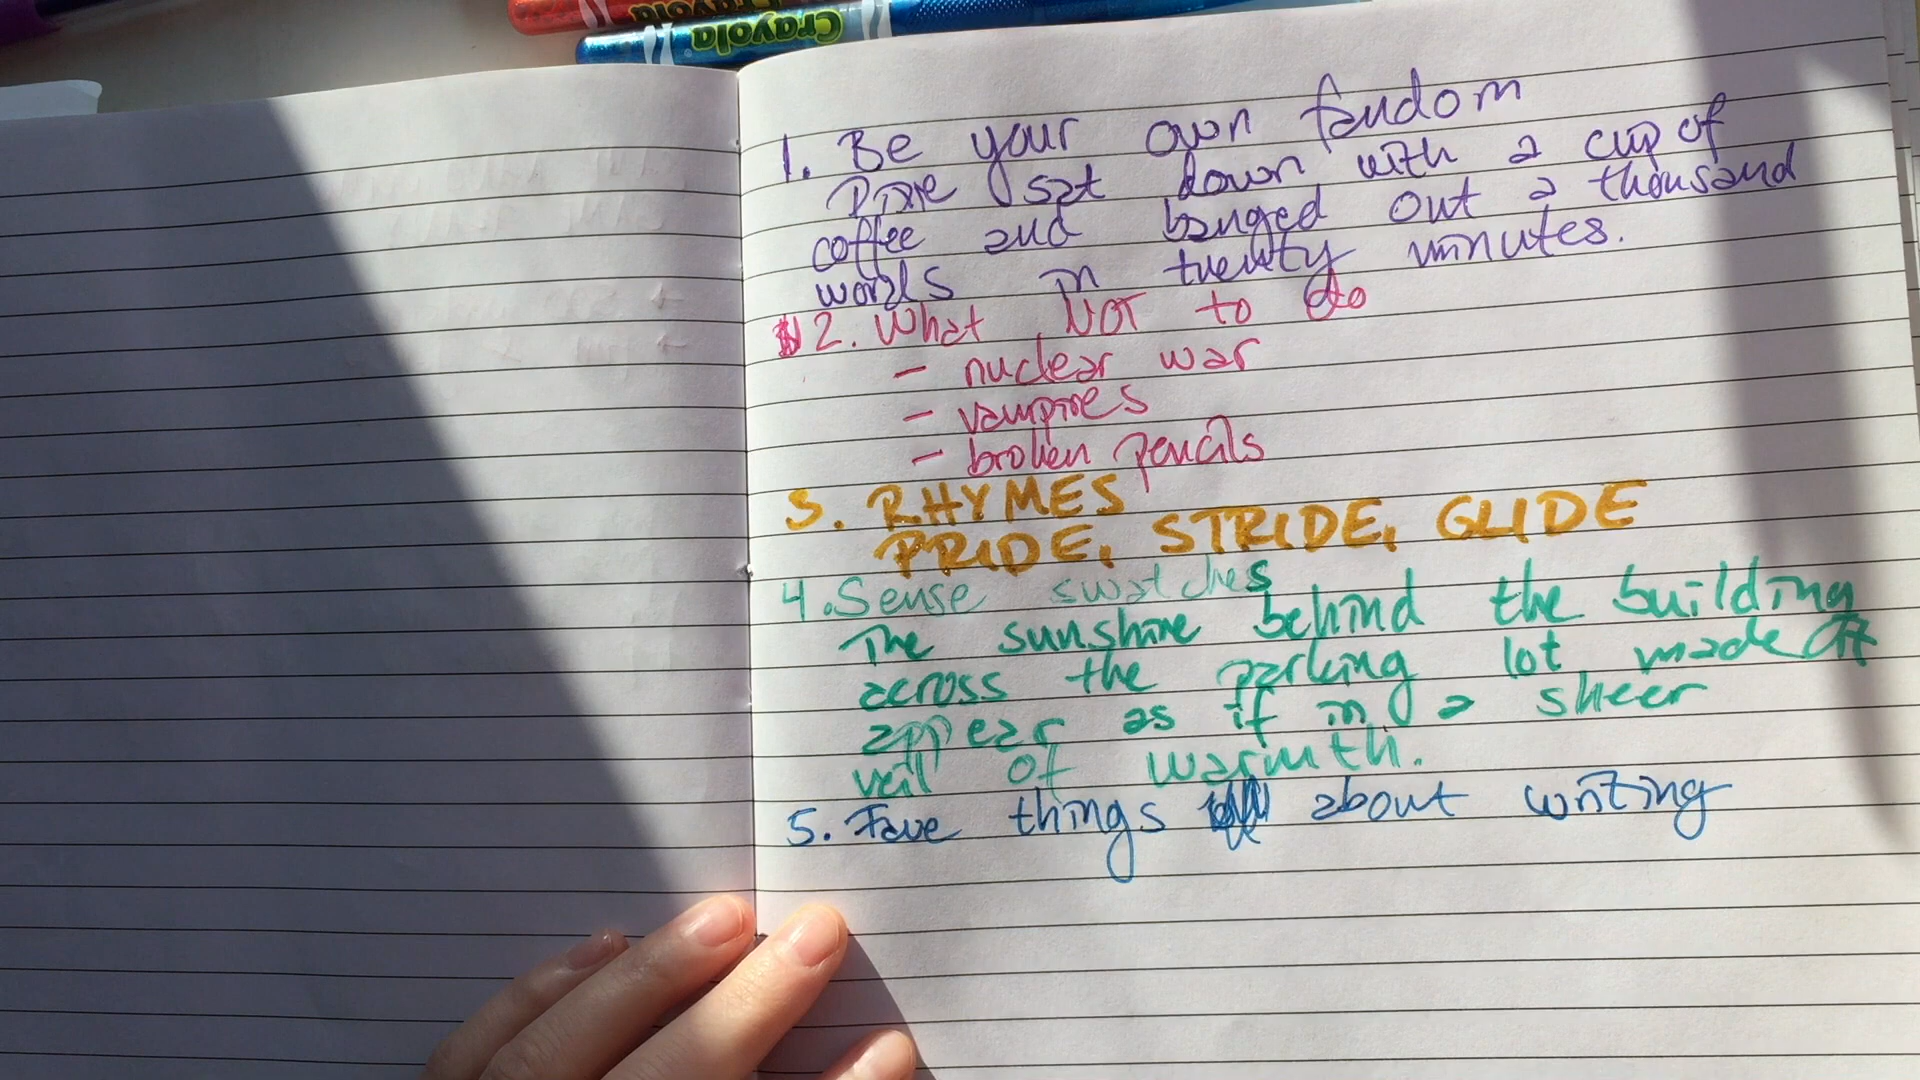 Crayola
Crayola
1. Be your own fandom
Pixie sat down with a cup of
coffee and banged out a thousand
words in twenty minutes.
2. What NOT to do
- nuclear war
- vampires
- broken pencils
3. RHYMES
PRIDE, STRIDE, GLIDE
4. Sense swatches
The sunshine behind the building
across the parking lot made it
appear as if in a sheer
veil of warmth.
5. Fave things about writing